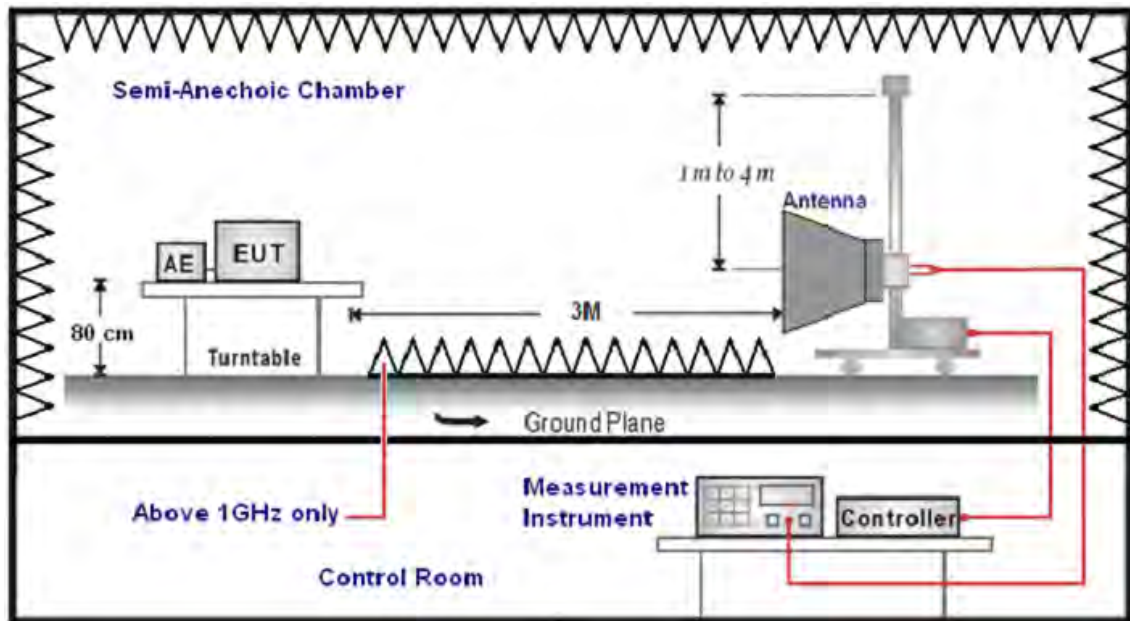 Semi-Anechoic Chamber
1 m to 4 m
Antenna
AE
EUT
80 cm
3M
Turntable
Ground Plane
Above 1GHz only
Measurement
Instrument
Controller
Control Room